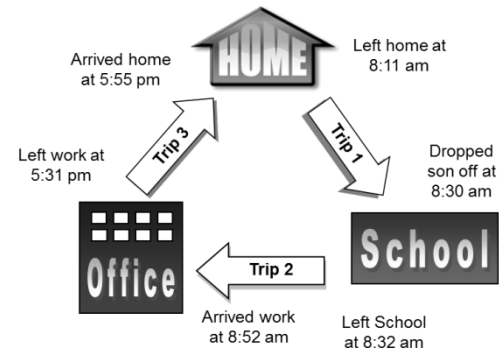 HOME
Left home at
8:11 am
Arrived home
at 5:55 pm
Trip 1
Trip 3
Dropped
son off at
8:30 am
Left work at
5:31 pm
School
Office
Trip 2
Arrived work
at 8:52 am
Left School
at 8:32 am